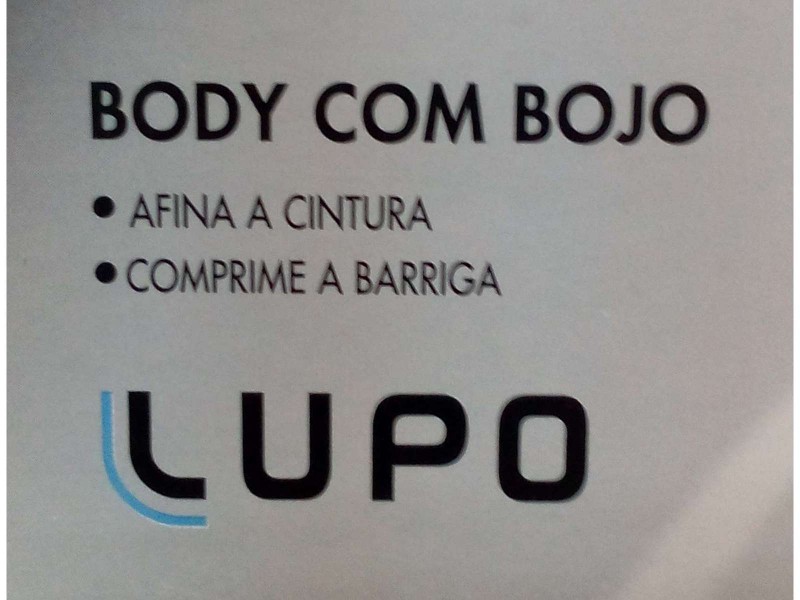 BODY COM BOJO
• AFINA A CINTURA
• COMPRIME A BARRIGA
LUPO